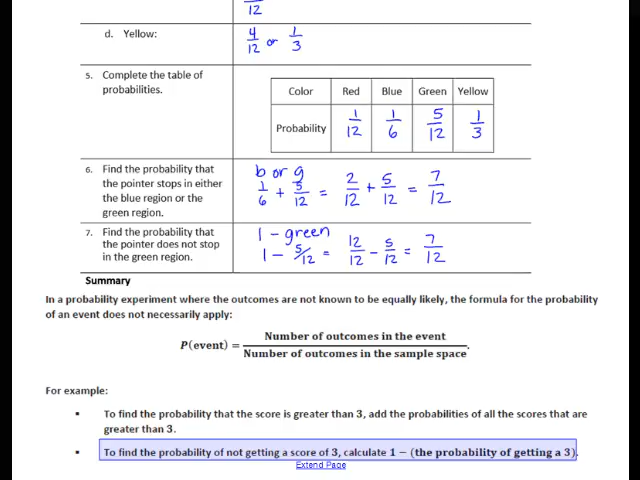 12
d. Yellow:
4/12 or 1/3
5. Complete the table of
probabilities.
Color Red Blue Green Yellow
Probability 1/12 1/6 5/12 1/3
6. Find the probability that
the pointer stops in either
the blue region or the
green region.
b or g
1/6 + 5/12 = 2/12 + 5/12 = 7/12
7. Find the probability that
the pointer does not stop
in the green region.
1 - green
1 - 5/12 = 12/12 - 5/12 = 7/12
Summary
In a probability experiment where the outcomes are not known to be equally likely, the formula for the probability
of an event does not necessarily apply:
P(event) = Number of outcomes in the event / Number of outcomes in the sample space.
For example:
▪ To find the probability that the score is greater than 3, add the probabilities of all the scores that are
greater than 3.
▪ To find the probability of not getting a score of 3, calculate 1 − (the probability of getting a 3).
Extend Page